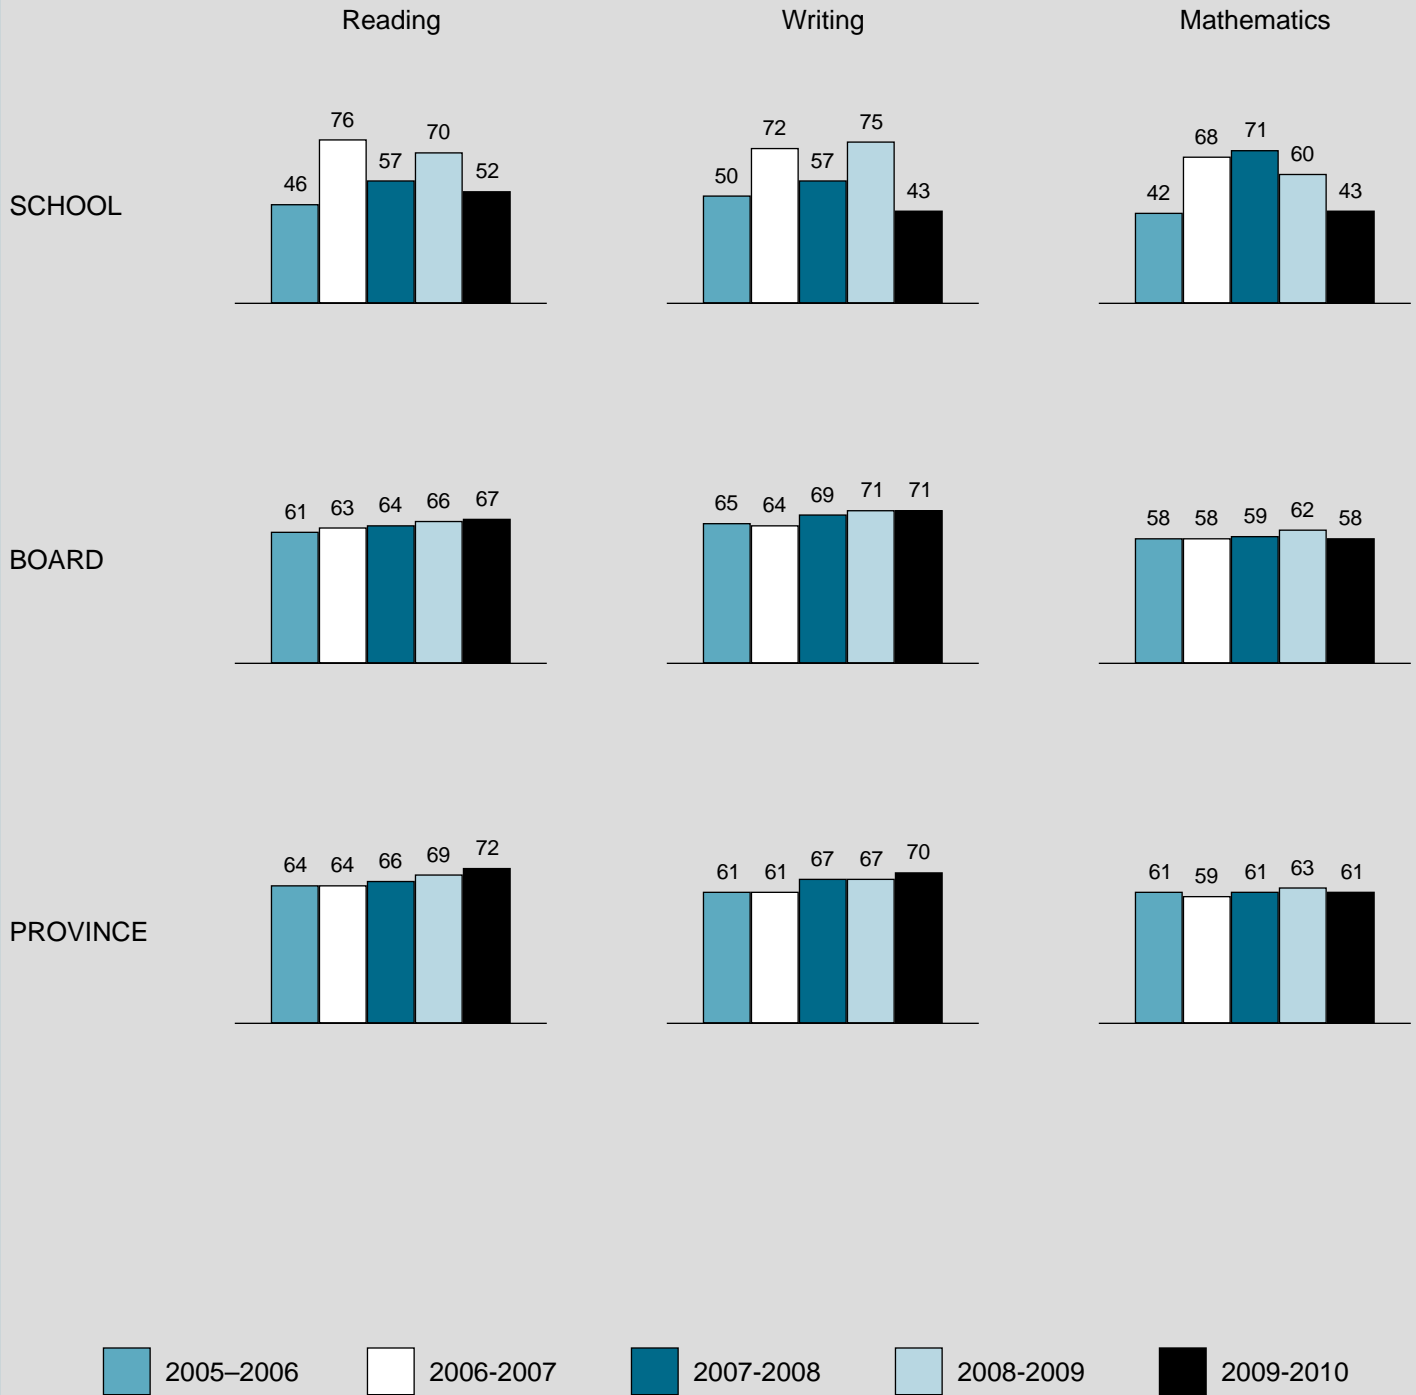 Reading Writing Mathematics
SCHOOL
46 76 57 70 52
50 72 57 75 43
42 68 71 60 43
BOARD
61 63 64 66 67
65 64 69 71 71
58 58 59 62 58
PROVINCE
64 64 66 69 72
61 61 67 67 70
61 59 61 63 61
2005–2006 2006-2007 2007-2008 2008-2009 2009-2010